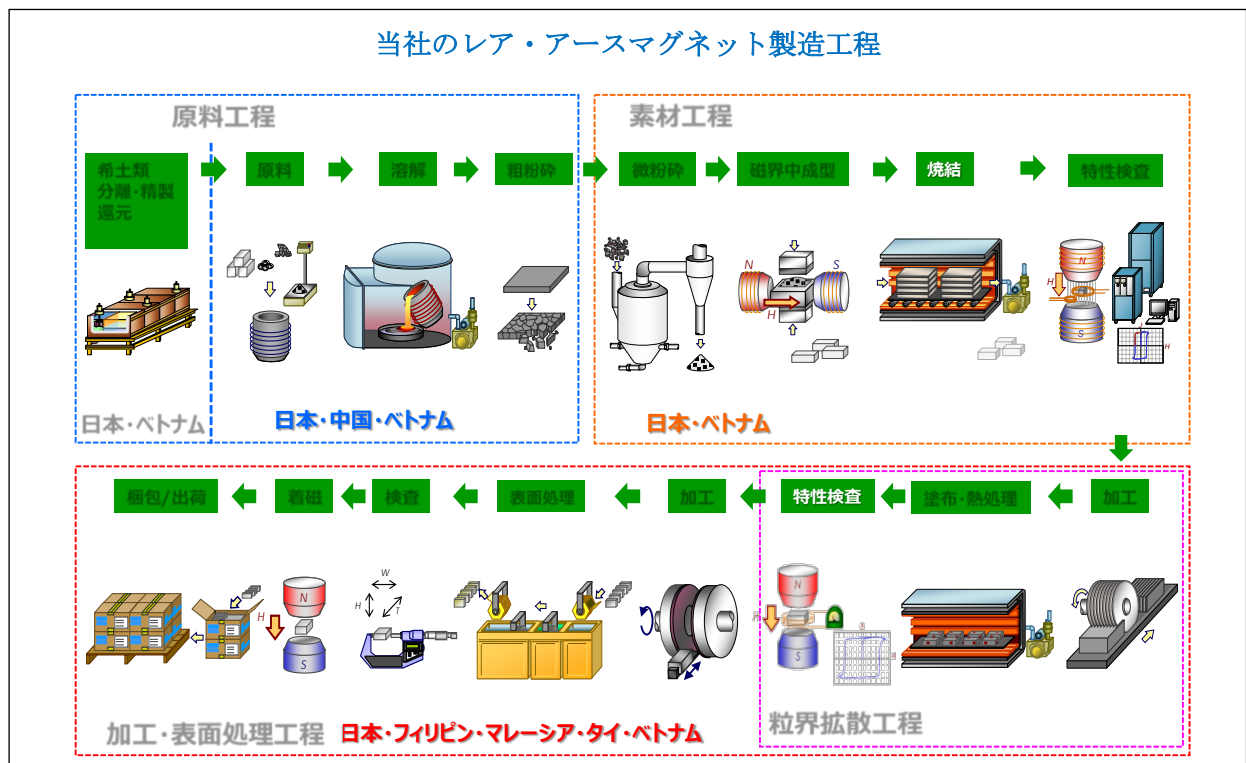 当社のレア・アースマグネット製造工程
原料工程
希土類
分離・精製
還元
原料
溶解
粗粉砕
日本・ベトナム
日本・中国・ベトナム
素材工程
微粉砕
磁界中成型
焼結
特性検査
N
S
H
N
H
S
H
日本・ベトナム
加工
塗布・熱処理
特性検査
N
S
粒界拡散工程
加工
表面処理
検査
W
H
T
着磁
N
H
S
梱包/出荷
加工・表面処理工程
日本・フィリピン・マレーシア・タイ・ベトナム